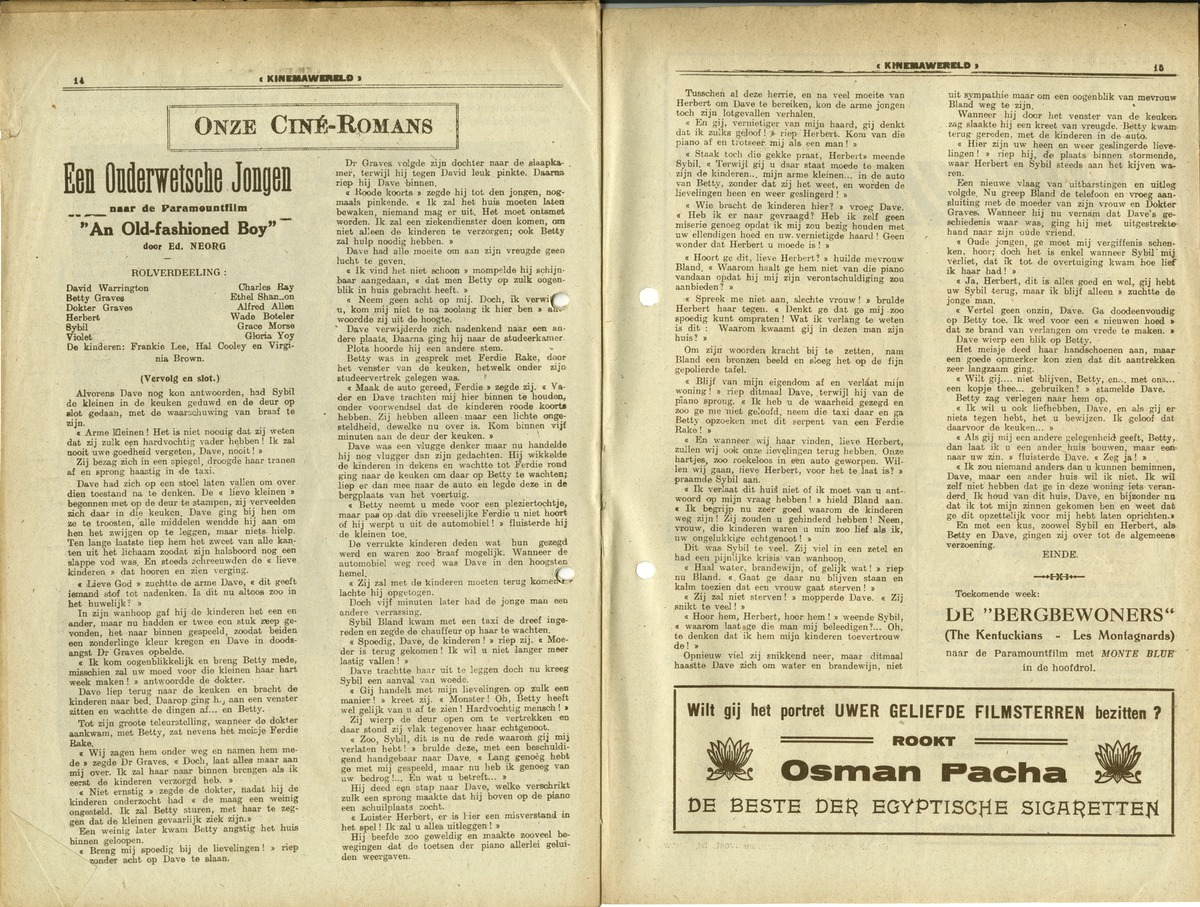 14
« KINEMAWERELD »
ONZE CINÉ-ROMANS
Een Ouderwetsche Jongen
naar de Paramountfilm
"An Old-fashioned Boy"
door Ed. NEORG
ROLVERDEELING :
David Warrington Charles Ray
Betty Graves Ethel Shan..on
Dokter Graves Alfred Allen
Herbert Wade Boteler
Sybil Grace Morse
Violet Gloria Yoy
De kinderen: Frankie Lee, Hal Cooley en Virgi-
nia Brown.
(Vervolg en slot.)
Alvorens Dave nog kon antwoorden, had Sybil
de kleinen in de keuken geduwd en de deur op
slot gedaan, met de waarschuwing van braaf te
zijn.
« Arme kleinen ! Het is niet noodig dat zij weten
dat zij zulk een hardvochtig vader hebben ! Ik zal
nooit uwe goedheid vergeten, Dave, nooit ! »
Zij bezag zich in een spiegel, droogde haar tranen
af en sprong haastig in de taxi.
Dave had zich op een stoel laten vallen om over
dien toestand na te denken. De « lieve kleinen »
begonnen met op de deur te stampen, zij verveelden
zich daar in die keuken. Dave ging bij hen om
ze te troosten, alle middelen wendde hij aan om
hen het zwijgen op te leggen, maar niets hielp.
Ten lange laatste liep hem het zweet van alle kan-
ten uit het lichaam zoodat zijn halsboord nog een
slappe vod was. En steeds schreeuwden de « lieve
kinderen » dat hooren en zien verging.
« Lieve God » zuchtte de arme Dave, « dit geeft
iemand stof tot nadenken. Is dit nu altoos zoo in
het huwelijk? »
In zijn wanhoop gaf hij de kinderen het een en
ander, maar nu hadden er twee een stuk zeep ge-
vonden, het naar binnen gespeeld, zoodat beiden
een zonderlinge kleur kregen en Dave in doods-
angst Dr Graves opbelde.
« Ik kom oogenblikkelijk en breng Betty mede,
misschien zal uw moed voor die kleinen haar hart
week maken ! » antwoordde de dokter.
Dave liep terug naar de keuken en bracht de
kinderen naar bed. Daarop ging h., aan een venster
zitten en wachtte de dingen af... en Betty.
Tot zijn groote teleurstelling, wanneer de dokter
aankwam, met Betty, zat nevens het meisje Ferdie
Rake.
« Wij zagen hem onder weg en namen hem me-
de » zegde Dr Graves. « Doch, laat alles maar aan
mij over. Ik zal haar naar binnen brengen als ik
eerst de kinderen verzorgd heb. »
« Niet ernstig » zegde de dokter, nadat hij de
kinderen onderzocht had « de maag een weinig
ongesteld. Ik zal Betty sturen, met haar te zeg-
gen dat de kleinen gevaarlijk ziek zijn.»
Een weinig later kwam Betty angstig het huis
binnen geloopen.
« Breng mij spoedig bij de lievelingen ! » riep
zonder acht op Dave te slaan.
Dr Graves volgde zijn dochter naar de slaapka-
mer, terwijl hij tegen David leuk pinkte. Daarna
riep hij Dave binnen.
« Roode koorts » zegde hij tot den jongen, nog-
maals pinkende. « Ik zal het huis moeten laten
bewaken, niemand mag er uit. Het moet ontsmet
worden. Ik zal een ziekendienster doen komen, om
niet alleen de kinderen te verzorgen; ook Betty
zal hulp noodig hebben. »
Dave had alle moeite om aan zijn vreugde geen
lucht te geven.
« Ik vind het niet schoon » mompelde hij schijn-
baar aangedaan, « dat men Betty op zulk oogen-
blik in huis gebracht heeft. »
« Neem geen acht op mij. Doch, ik verwi
u, kom mij niet te na zoolang ik hier ben »
woordde zij uit de hoogte.
Dave verwijderde zich nadenkend naar een an-
dere plaats. Daarna ging hij naar de studeerkamer.
Plots hoorde hij een andere stem.
Betty was in gesprek met Ferdie Rake, door
het venster van de keuken, hetwelk onder zijn
studeervertrek gelegen was.
« Maak de auto gereed, Ferdie » zegde zij. « Va-
der en Dave trachten mij hier binnen te houden,
onder voorwendsel dat de kinderen roode koorts
hebben. Zij hebben alleen maar een lichte onge-
steldheid, dewelke nu over is. Kom binnen vijf
minuten aan de deur der keuken. »
Dave was een vlugge denker maar nu handelde
hij nog vlugger dan zijn gedachten. Hij wikkelde
de kinderen in dekens en wachtte tot Ferdie rond
ging naar de keuken om daar op Betty te wachten;
liep er dan mee naar de auto en legde deze in de
bergplaats van het voertuig.
« Betty neemt u mede voor een pleziertochtje,
maar pas op dat die vreeselijke Ferdie u niet hoort
of hij werpt u uit de automobiel ! » fluisterde hij
de kleinen toe.
De verrukte kinderen deden wat hun gezegd
werd en waren zoo braaf mogelijk. Wanneer de
automobiel weg reed was Dave in den hoogsten
hemel.
« Zij zal met de kinderen moeten terug komen »
lachte hij opgetogen.
Doch vijf minuten later had de jonge man een
andere verrassing.
Sybil Bland kwam met een taxi de dreef inge-
reden en zegde de chauffeur op haar te wachten.
« Spoedig, Dave, de kinderen ! » riep zij. « Moe-
der is terug gekomen ! Ik wil u niet langer meer
lastig vallen ! »
Dave trachtte haar uit te leggen doch nu kreeg
Sybil een aanval van woede.
« Gij handelt met mijn lievelingen op zulk een
manier ! » kreet zij. « Monster ! Oh, Betty heeft
wel gelijk van u af te zien ! Hardvochtig mensch ! »
Zij wierp de deur open om te vertrekken en
daar stond zij vlak tegenover haar echtgenoot.
« Zoo, Sybil, dit is nu de rede waarom gij mij
verlaten hebt ! » brulde deze, met een beschuldi-
gend handgebaar naar Dave. « Lang genoeg hebt
ge met mij gespeeld, maar nu heb ik genoeg van
uw bedrog !... En wat u betreft... »
Hij deed een stap naar Dave, welke verschrikt
zulk een sprong maakte dat hij boven op de piano
een schuilplaats zocht.
« Luister Herbert, er is hier een misverstand in
het spel ! Ik zal u alles uitleggen ! »
Hij beefde zoo geweldig en maakte zooveel be-
wegingen dat de toetsen der piano allerlei gelui-
den weergaven.
« KINEMAWERELD »
15
Tusschen al deze herrie, en na veel moeite van
Herbert om Dave te bereiken, kon de arme jongen
toch zijn lotgevallen verhalen.
« En gij, vernietiger van mijn haard, gij denkt
dat ik zulks geloof ! » riep Herbert. Kom van die
piano af en trotseer mij als een man ! »
« Staak toch die gekke praat, Herbert» meende
Sybil. « Terwijl gij u daar staat moede te maken
zijn de kinderen... mijn arme kleinen... in de auto
van Betty, zonder dat zij het weet, en worden de
lievelingen heen en weer geslingerd ! »
« Wie bracht de kinderen hier? » vroeg Dave.
« Heb ik er naar gevraagd? Heb ik zelf geen
miserie genoeg opdat ik mij zou bezig houden met
uw ellendigen hoed en uw vernietigde haard ! Geen
wonder dat Herbert u moede is ! »
« Hoort ge dit, lieve Herbert? » huilde mevrouw
Bland. « Waarom haalt ge hem niet van die piano
vandaan opdat hij mij zijn verontschuldiging zou
aanbieden? »
« Spreek me niet aan, slechte vrouw ! » brulde
Herbert haar tegen. « Denkt ge dat ge mij zoo
spoedig kunt ompraten! Wat ik verlang te weten
is dit : Waarom kwaamt gij in dezen man zijn
huis? »
Om zijn woorden kracht bij te zetten, nam
Bland een bronzen beeld en sloeg het op de fijn
gepolierde tafel.
« Blijf van mijn eigendom af en verlaat mijn
woning ! » riep ditmaal Dave, terwijl hij van de
piano sprong. « Ik heb u de waarheid gezegd en
zoo ge me niet geloofd, neem die taxi daar en ga
Betty opzoeken met dit serpent van een Ferdie
Rake ! »
« En wanneer wij haar vinden, lieve Herbert,
zullen wij ook onze lievelingen terug hebben. Onze
hartjes, zoo roekeloos in een auto geworpen. Wil-
len wij gaan, lieve Herbert, voor het te laat is? »
praamde Sybil aan.
« Ik verlaat dit huis niet of ik moet van u ant-
woord op mijn vraag hebben ! » hield Bland aan.
« Ik begrijp nu zeer goed waarom de kinderen
weg zijn ! Zij zouden u gehinderd hebben ! Neen,
vrouw, die kinderen waren u min zoo lief als ik,
uw ongelukkige echtgenoot ! »
Dit was Sybil te veel. Zij viel in een zetel en
had een pijnlijke krisis van wanhoop.
« Haal water, brandewijn, of gelijk wat ! » riep
nu Bland. « Gaat ge daar nu blijven staan en
kalm toezien dat een vrouw gaat sterven ! »
« Zij zal niet sterven ! » mopperde Dave. « Zij
snikt te veel ! »
« Hoor hem, Herbert, hoor hem ! » weende Sybil,
« waarom laat ge die man mij beleedigen?... Oh,
te denken dat ik hem mijn kinderen toevertrouw
de ! »
Opnieuw viel zij snikkend neer, maar ditmaal
haastte Dave zich om water en brandewijn, niet
uit sympathie maar om een oogenblik van mevrouw
Bland weg te zijn.
Wanneer hij door het venster van de keuken
zag slaakte hij een kreet van vreugde. Betty kwam
terug gereden, met de kinderen in de auto.
« Hier zijn uw heen en weer geslingerde lieve-
lingen ! » riep hij, de plaats binnen stormende,
waar Herbert en Sybil steeds aan het kijven wa-
ren.
Een nieuwe vlaag van uitbarstingen en uitleg
volgde. Nu greep Bland de telefoon en vroeg aan-
sluiting met de moeder van zijn vrouw en Dokter
Graves. Wanneer hij nu vernam dat Dave's ge-
schiedenis waar was, ging hij met uitgestrekte
hand naar zijn oude vriend.
« Oude jongen, ge moet mij vergiffenis schen-
ken, hoor; doch het is enkel wanneer Sybil mij
verliet, dat ik tot de overtuiging kwam hoe lief
ik haar had ! »
« Ja, Herbert, dit is alles goed en wel, gij hebt
uw Sybil terug, maar ik blijf alleen » zuchtte de
jonge man.
« Vertel geen onzin, Dave. Ga doodeenvoudig
op Betty toe. Ik wed voor een « nieuwen hoed »
dat ze brand van verlangen om vrede te maken. »
Dave wierp een blik op Betty.
Het meisje deed haar handschoenen aan, maar
een goede opmerker kon zien dat dit aantrekken
zeer langzaam ging.
« Wilt gij.... niet blijven, Betty, en... met ons...
een kopje thee... gebruiken! » stamelde Dave.
Betty zag verlegen naar hem op.
« Ik wil u ook liefhebben, Dave, en als gij er
niets tegen hebt, het u bewijzen. Ik geloof dat
daarvoor de keuken... »
« Als gij mij een andere gelegenheid geeft, Betty,
dan laat ik u een ander huis bouwen, maar een
naar uw zin. » fluisterde Dave. « Zeg ja ! »
« Ik zou niemand anders dan u kunnen beminnen,
Dave, maar een ander huis wil ik niet. Ik wil
zelf niet hebben dat ge in deze woning iets veran-
derd. Ik houd van dit huis, Dave, en bijzonder nu
dat ik tot mijn zinnen gekomen ben en weet dat
ge dit opzettelijk voor mij hebt laten oprichten.»
En met een kus, zoowel Sybil en Herbert, als
Betty en Dave, gingen zij over tot de algemeene
verzoening.
EINDE.
Toekomende week:
DE "BERGBEWONERS"
(The Kentuckians - Les Montagnards)
naar de Paramountfilm met MONTE BLUE
in de hoofdrol.
Wilt gij het portret UWER GELIEFDE FILMSTERREN bezitten ?
ROOKT
Osman Pacha
DE BESTE DER EGYPTISCHE SIGARETTEN